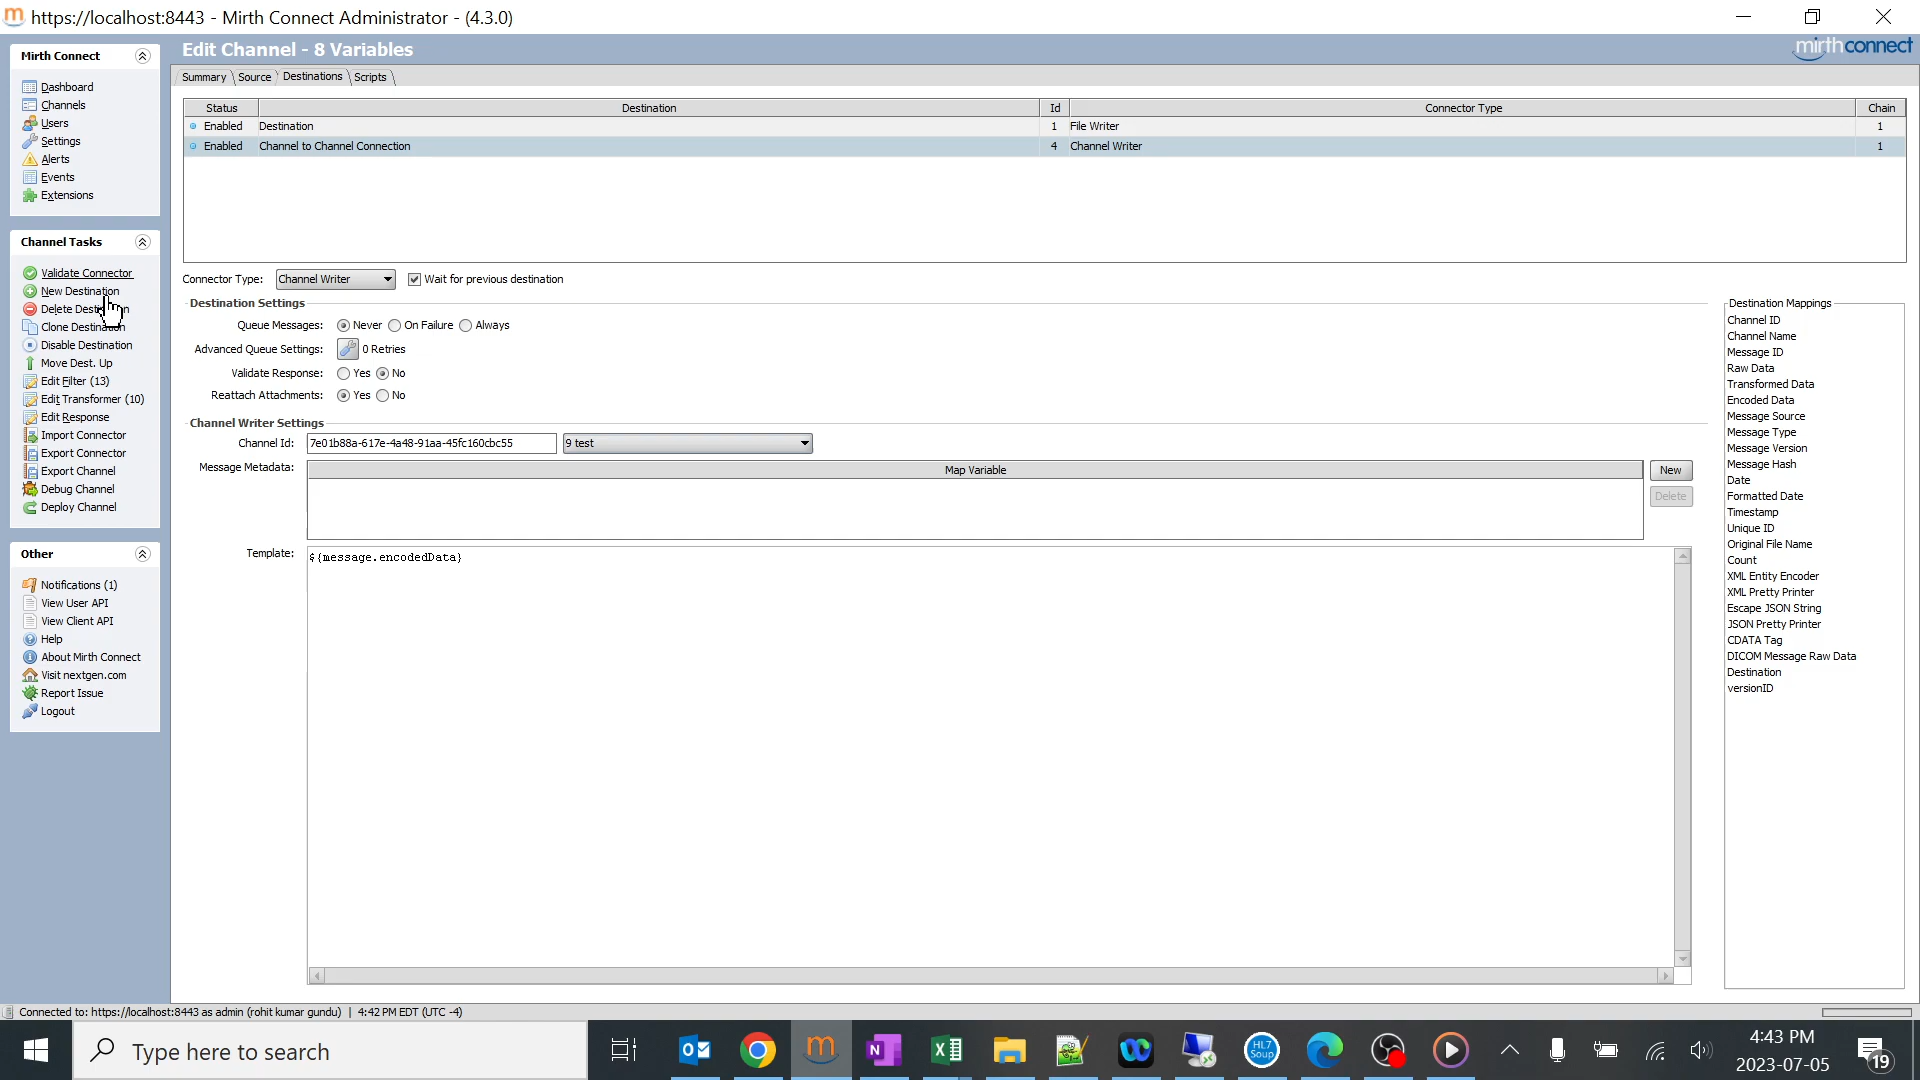 https://localhost:8443 - Mirth Connect Administrator - (4.3.0)
Mirth Connect
Dashboard
Channels
Users
Settings
Alerts
Events
Extensions
Channel Tasks
Validate Connector
New Destination
Delete Dest n
Clone Destination
Disable Destination
Move Dest. Up
Edit Filter (13)
Edit Transformer (10)
Edit Response
Import Connector
Export Connector
Export Channel
Debug Channel
Deploy Channel
Other
Notifications (1)
View User API
View Client API
Help
About Mirth Connect
Visit nextgen.com
Report Issue
Logout
Edit Channel - 8 Variables
mirthconnect
Summary Source Destinations Scripts
Status Destination Id Connector Type Chain
Enabled Destination 1 File Writer 1
Enabled Channel to Channel Connection 4 Channel Writer 1
Connector Type: Channel Writer Wait for previous destination
Destination Settings
Queue Messages: Never On Failure Always
Advanced Queue Settings: 0 Retries
Validate Response: Yes No
Reattach Attachments: Yes No
Channel Writer Settings
Channel Id: 7e01b88a-617e-4a48-91aa-45fc160cbc55 9 test
Message Metadata: Map Variable New
Delete
Template: ${message.encodedData}
Destination Mappings
Channel ID
Channel Name
Message ID
Raw Data
Transformed Data
Encoded Data
Message Source
Message Type
Message Version
Message Hash
Date
Formatted Date
Timestamp
Unique ID
Original File Name
Count
XML Entity Encoder
XML Pretty Printer
Escape JSON String
JSON Pretty Printer
CDATA Tag
DICOM Message Raw Data
Destination
versionID
Connected to: https://localhost:8443 as admin (rohit kumar gundu) | 4:42 PM EDT (UTC -4)
Type here to search
HL7
Soup
4:43 PM
2023-07-05
19